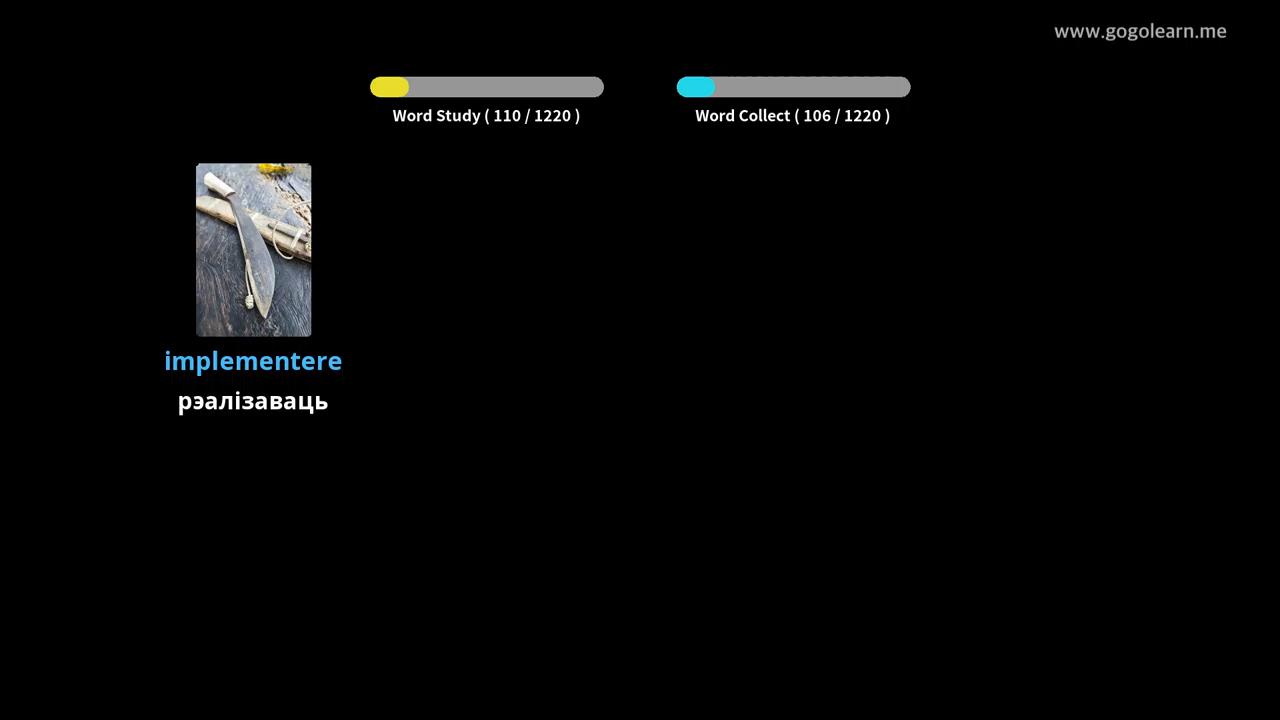 www.gogolearn.me
Word Study ( 110 / 1220 )
Word Collect ( 106 / 1220 )
implementere
рэалізаваць